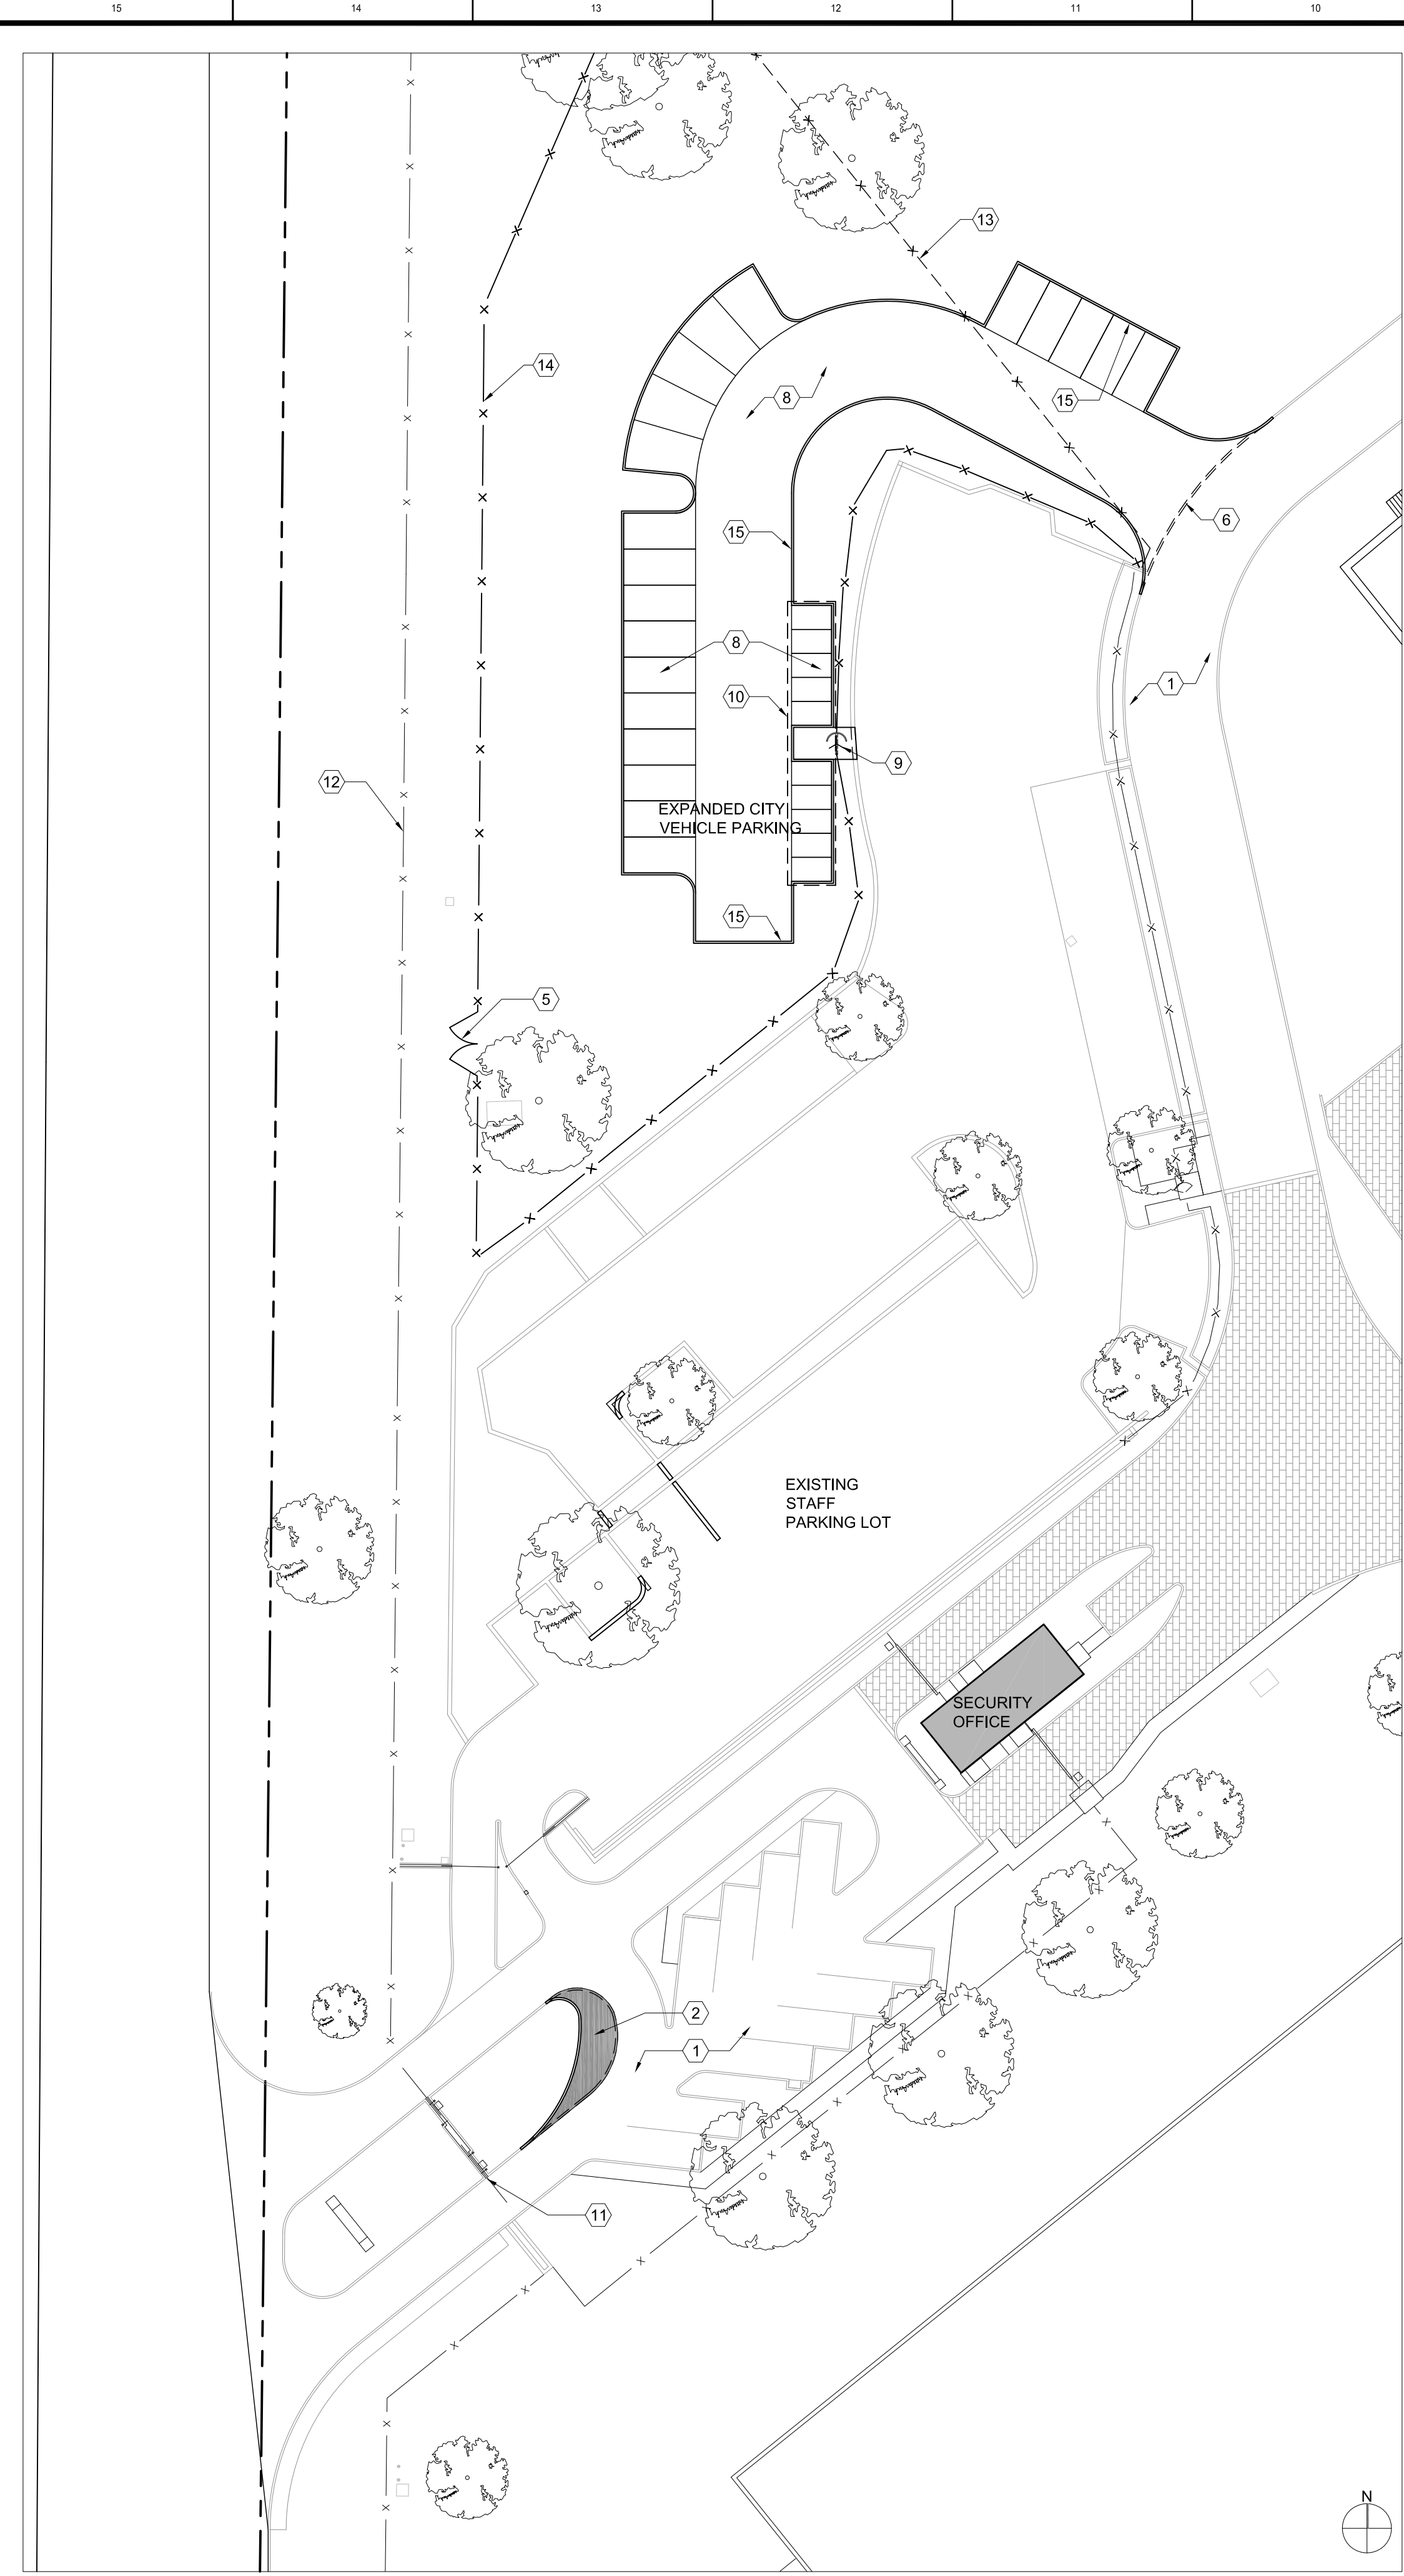 15 14 13 12 11 10
13
14
8
15
15
6
8
1
10
9
12
EXPANDED CITY
VEHICLE PARKING
15
5
EXISTING
STAFF
PARKING LOT
SECURITY
OFFICE
2
1
11
N